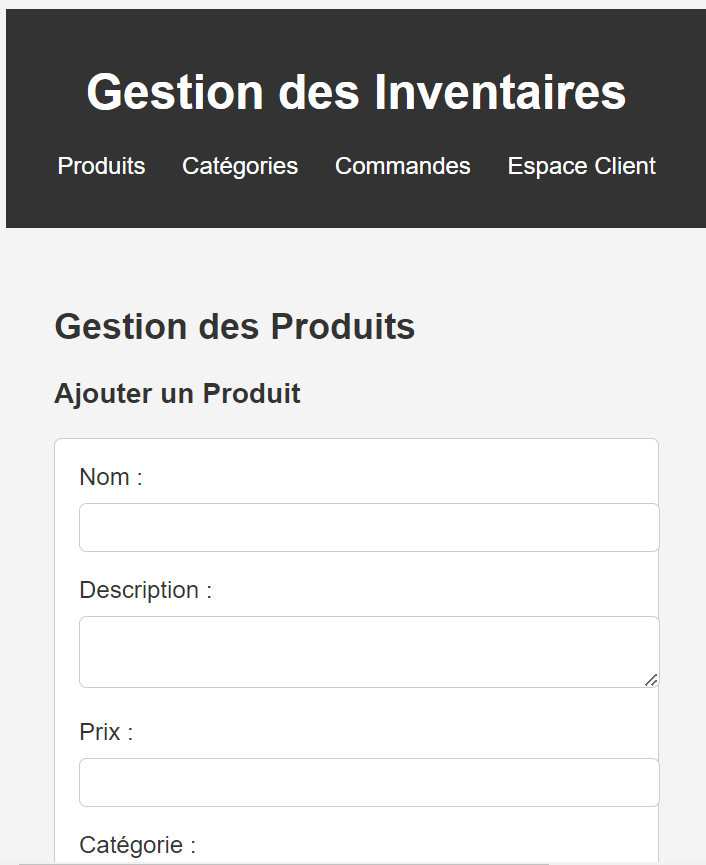 Gestion des Inventaires
Produits Catégories Commandes Espace Client
Gestion des Produits
Ajouter un Produit
Nom :
Description :
Prix :
Catégorie :